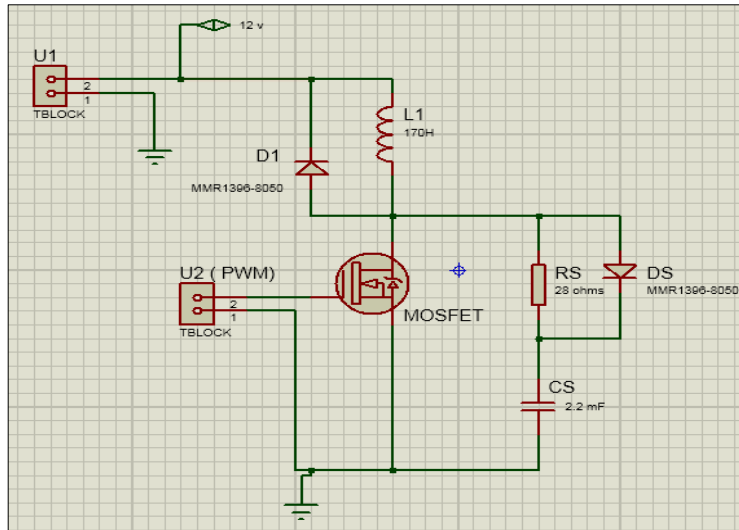 12 v
U1
2
1
TBLOCK
L1
170H
D1
MMR1396-8050
U2 ( PWM)
2
1
TBLOCK
MOSFET
RS
28 ohms
DS
MMR1396-8050
CS
2.2 mF